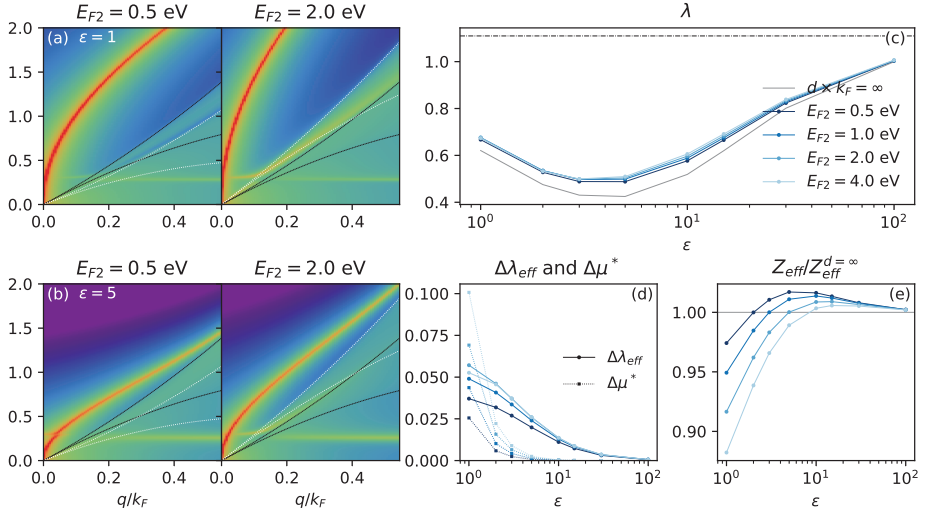 E_{F2} = 0.5 eV
E_{F2} = 2.0 eV
(a) ε = 1
2.0
1.5
1.0
0.5
0.0
0.0
0.2
0.4
0.0
0.2
0.4
λ
(c)
1.0
0.8
0.6
0.4
10^0
10^1
10^2
ε
d × k_F = ∞
E_{F2} = 0.5 eV
E_{F2} = 1.0 eV
E_{F2} = 2.0 eV
E_{F2} = 4.0 eV
E_{F2} = 0.5 eV
E_{F2} = 2.0 eV
(b) ε = 5
2.0
1.5
1.0
0.5
0.0
0.0
0.2
0.4
0.0
0.2
0.4
q/k_F
q/k_F
Δλ_{eff} and Δμ^*
(d)
0.100
0.075
0.050
0.025
0.000
10^0
10^1
10^2
ε
Δλ_{eff}
Δμ^*
Z_{eff}/Z_{eff}^{d=∞}
(e)
1.00
0.95
0.90
10^0
10^1
10^2
ε